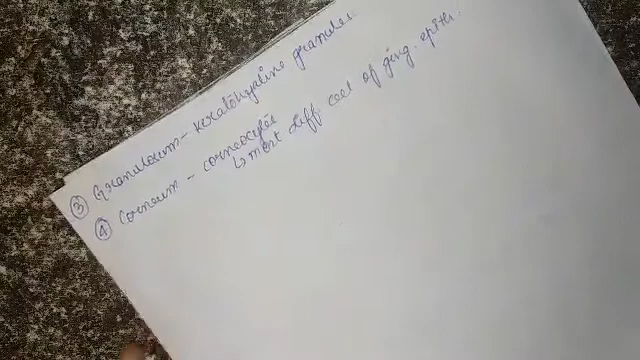 ③ Granulosum - keratohyaline granules
④ Corneum - corneocytes
↳ most diff cell of ging. epith.